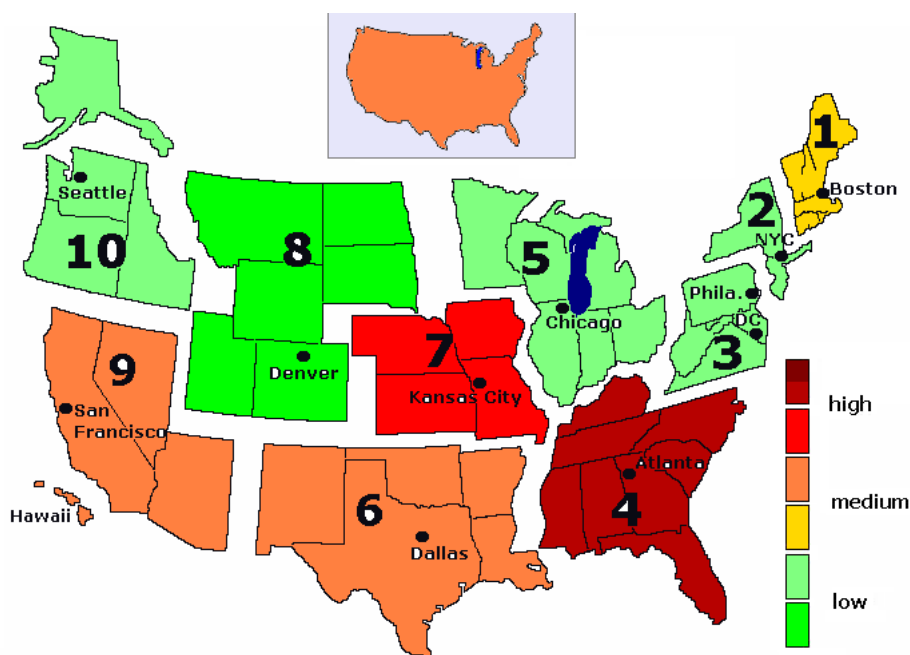 1
Boston
2
NYC
Seattle
10
8
5
Phila.
DC
3
Chicago
7
Kansas City
Denver
9
San
Francisco
Hawaii
6
Dallas
Atlanta
4
high
medium
low